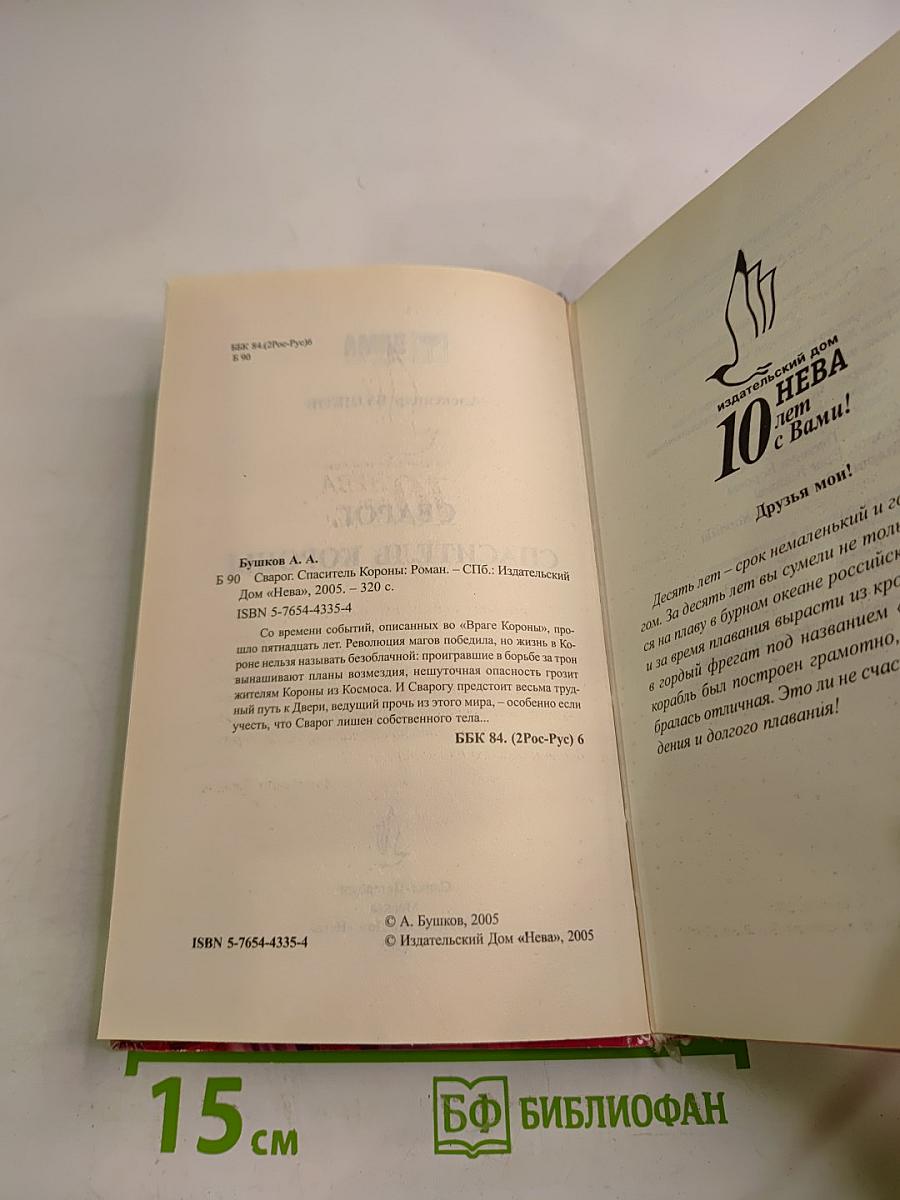 ББК 84.(2Рос-Рус)6
Б 90
Бушков А. А.
Б 90 Сварог. Спаситель Короны: Роман. – СПб.: Издательский
Дом «Нева», 2005. – 320 с.
ISBN 5-7654-4335-4
Со времени событий, описанных во «Враге Короны», про-
шло пятнадцать лет. Революция магов победила, но жизнь в Ко-
роне нельзя называть безоблачной: проигравшие в борьбе за трон
вынашивают планы возмездия, нешуточная опасность грозит
жителям Короны из Космоса. И Сварогу предстоит весьма труд-
ный путь к Двери, ведущий прочь из этого мира, – особенно если
учесть, что Сварог лишен собственного тела...
ББК 84. (2Рос-Рус) 6
© А. Бушков, 2005
ISBN 5-7654-4335-4 © Издательский Дом «Нева», 2005
издательский дом
НЕВА
10 лет
с Вами!
Друзья мои!
Десять лет – срок немаленький и
гом. За десять лет вы сумели не
ся на плаву в бурном океане
и за время плавания вырасти из
в гордый фрегат под названием
корабль был построен грамотно,
бралась отличная. Это ли не
дения и долгого плавания!
15 см
БФ БИБЛИОФАН